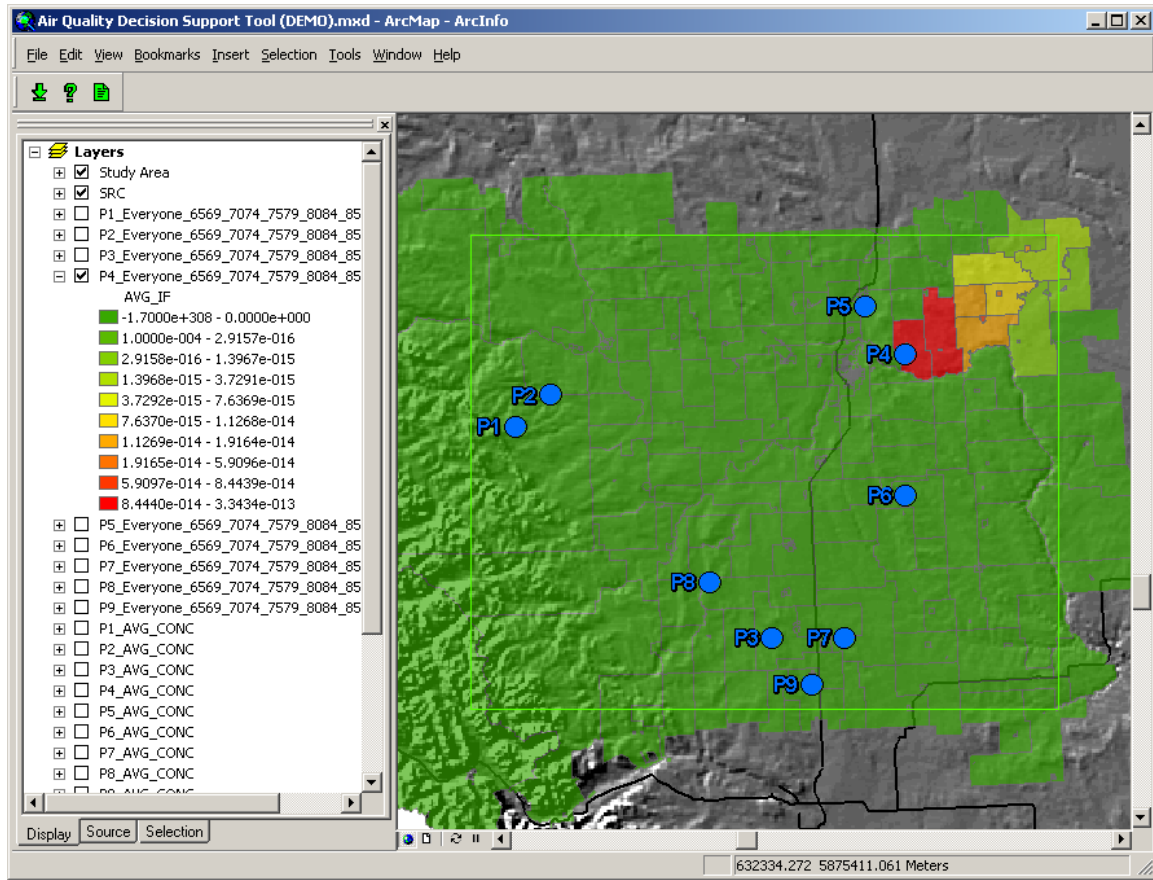 Air Quality Decision Support Tool (DEMO).mxd - ArcMap - ArcInfo
File Edit View Bookmarks Insert Selection Tools Window Help
Layers
Study Area
SRC
P1_Everyone_6569_7074_7579_8084_85
P2_Everyone_6569_7074_7579_8084_85
P3_Everyone_6569_7074_7579_8084_85
P4_Everyone_6569_7074_7579_8084_85
AVG_IF
-1.7000e+308 - 0.0000e+000
1.0000e-004 - 2.9157e-016
2.9158e-016 - 1.3967e-015
1.3968e-015 - 3.7291e-015
3.7292e-015 - 7.6369e-015
7.6370e-015 - 1.1268e-014
1.1269e-014 - 1.9164e-014
1.9165e-014 - 5.9096e-014
5.9097e-014 - 8.4439e-014
8.4440e-014 - 3.3434e-013
P5_Everyone_6569_7074_7579_8084_85
P6_Everyone_6569_7074_7579_8084_85
P7_Everyone_6569_7074_7579_8084_85
P8_Everyone_6569_7074_7579_8084_85
P9_Everyone_6569_7074_7579_8084_85
P1_AVG_CONC
P2_AVG_CONC
P3_AVG_CONC
P4_AVG_CONC
P5_AVG_CONC
P6_AVG_CONC
P7_AVG_CONC
P8_AVG_CONC
Display Source Selection
P5
P4
P2
P1
P6
P8
P3 P7
P9
632334.272 5875411.061 Meters